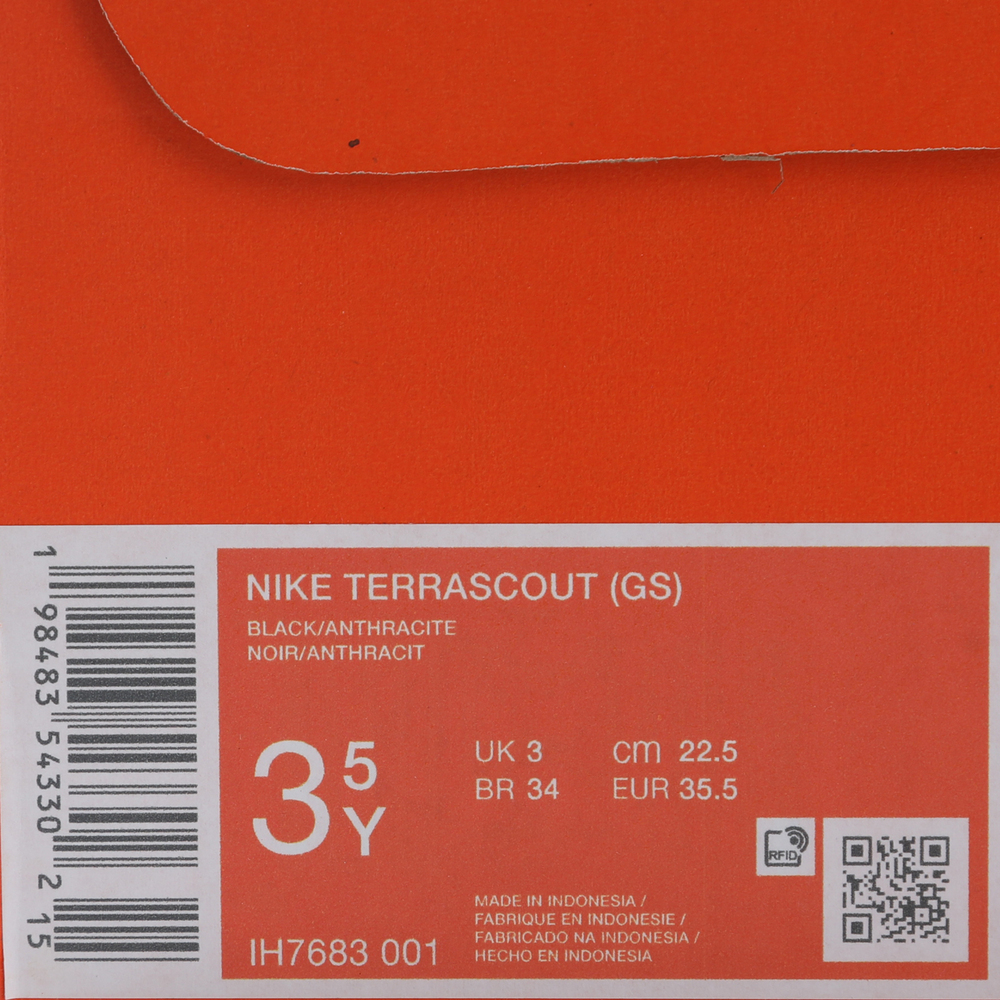 1 98483 54330 2 15
NIKE TERRASCOUT (GS)
BLACK/ANTHRACITE
NOIR/ANTHRACIT
3 5 Y
UK 3 cm 22.5
BR 34 EUR 35.5
RFID
MADE IN INDONESIA /
FABRIQUE EN INDONESIE /
FABRICADO NA INDONESIA /
HECHO EN INDONESIA
IH7683 001